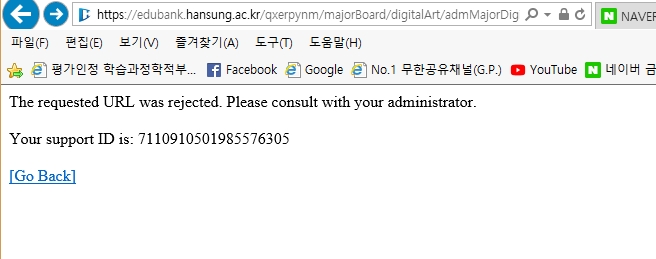 https://edubank.hansung.ac.kr/qxerpynm/majorBoard/digitalArt/admMajorDig
NAVER
파일(F) 편집(E) 보기(V) 즐겨찾기(A) 도구(T) 도움말(H)
평가인정 학습과정학적부... Facebook Google No.1 무한공유채널(G.P.) YouTube 네이버 금
The requested URL was rejected. Please consult with your administrator.
Your support ID is: 7110910501985576305
[Go Back]